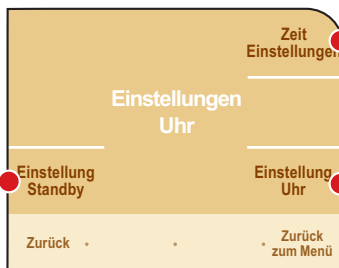 Zeit
Einstellungen
Einstellungen
Uhr
Einstellung
Standby
Einstellung
Uhr
Zurück
Zurück
zum Menü